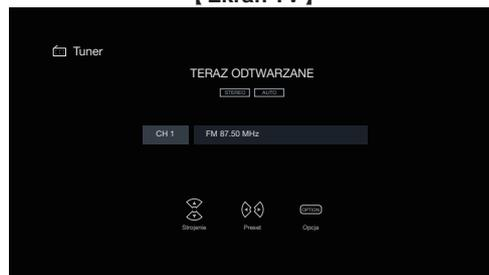 【 Ekran TV 】
Tuner
TERAZ ODTWARZANE
STEREO AUTO
CH 1 FM 87.50 MHz
OPTION
Strojenie Preset Opcja